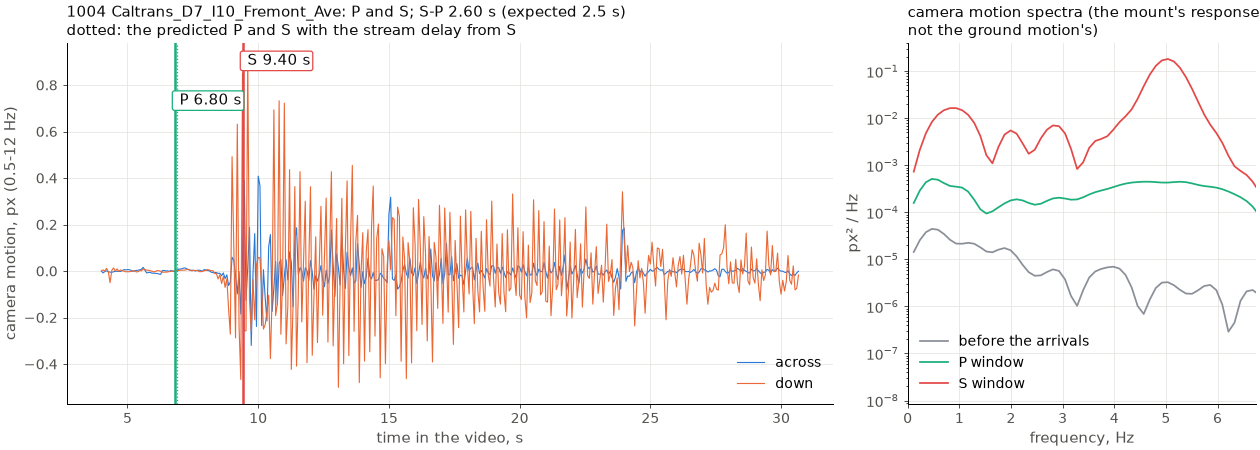 1004 Caltrans_D7_I10_Fremont_Ave: P and S; S-P 2.60 s (expected 2.5 s)
dotted: the predicted P and S with the stream delay from S
camera motion, px (0.5-12 Hz)
0.8
0.6
0.4
0.2
0.0
−0.2
−0.4
S 9.40 s
P 6.80 s
across
down
5
10
15
20
25
30
time in the video, s
camera motion spectra (the mount's response
not the ground motion's)
px² / Hz
10⁻¹
10⁻²
10⁻³
10⁻⁴
10⁻⁵
10⁻⁶
10⁻⁷
10⁻⁸
before the arrivals
P window
S window
0
1
2
3
4
5
6
frequency, Hz